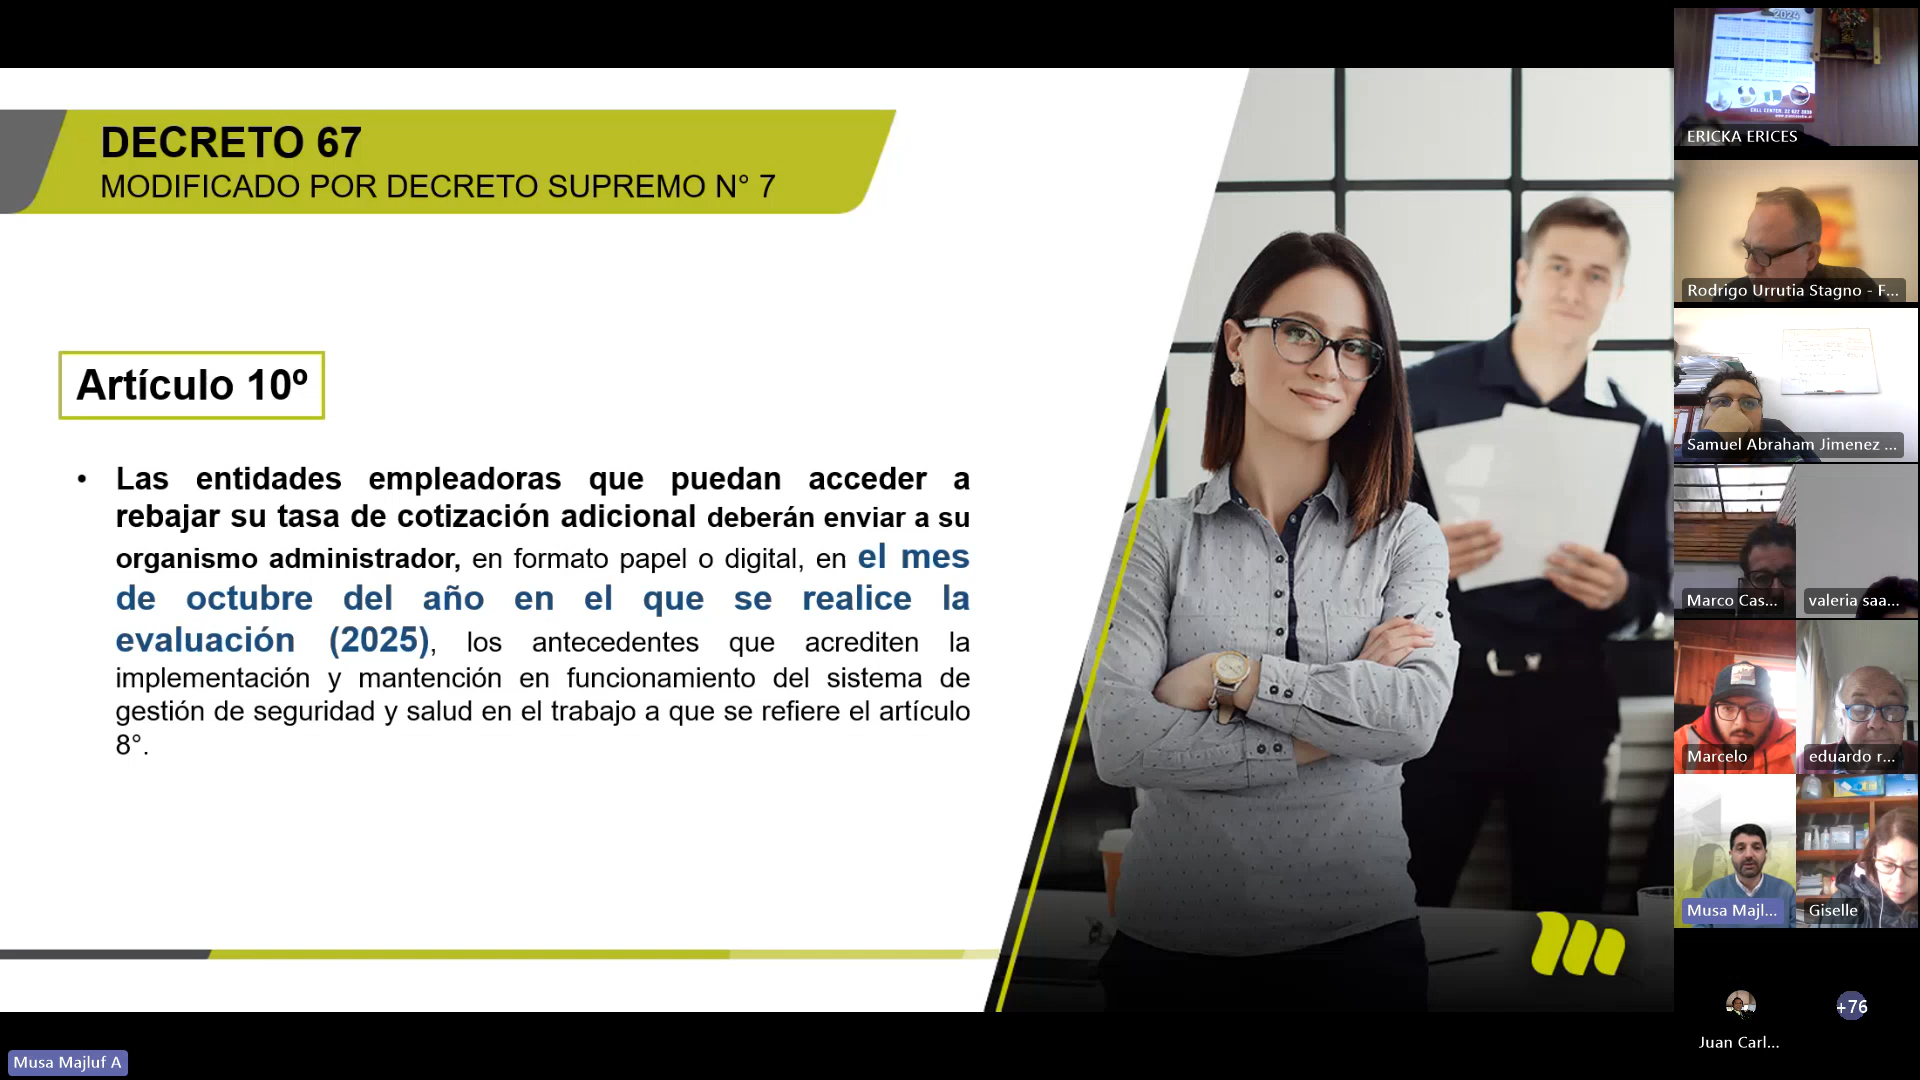 DECRETO 67
MODIFICADO POR DECRETO SUPREMO N° 7
Artículo 10º
• Las entidades empleadoras que puedan acceder a
rebajar su tasa de cotización adicional deberán enviar a su
organismo administrador, en formato papel o digital, en el mes
de octubre del año en el que se realice la
evaluación (2025), los antecedentes que acrediten la
implementación y mantención en funcionamiento del sistema de
gestión de seguridad y salud en el trabajo a que se refiere el artículo
8°.
Musa Majluf A
2024
ERICKA ERICES
Rodrigo Urrutia Stagno - F...
Samuel Abraham Jimenez ...
Marco Cas...
valeria saa...
Marcelo
eduardo r...
Musa Majl...
Giselle
+76
Juan Carl...